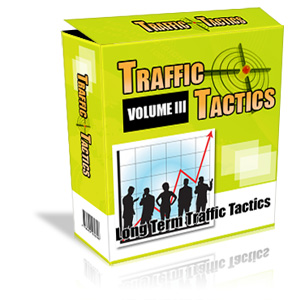 TRAFFIC
TACTICS
VOLUME III
Long Term Traffic Tactics
TRAFFIC
TACTICS